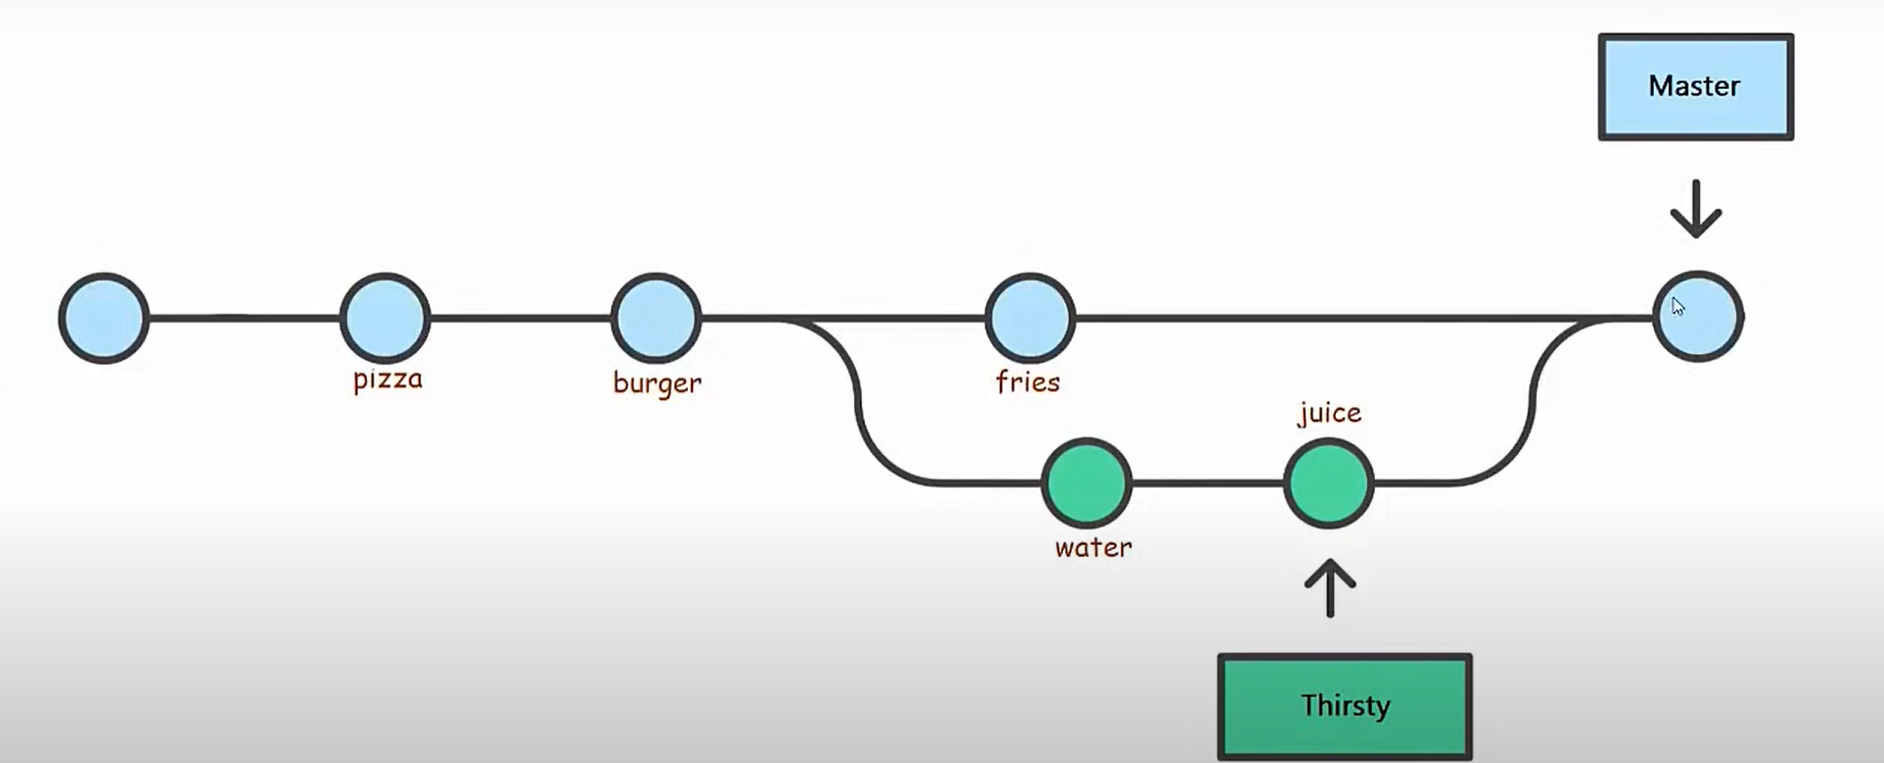 Master
pizza
burger
fries
juice
water
Thirsty